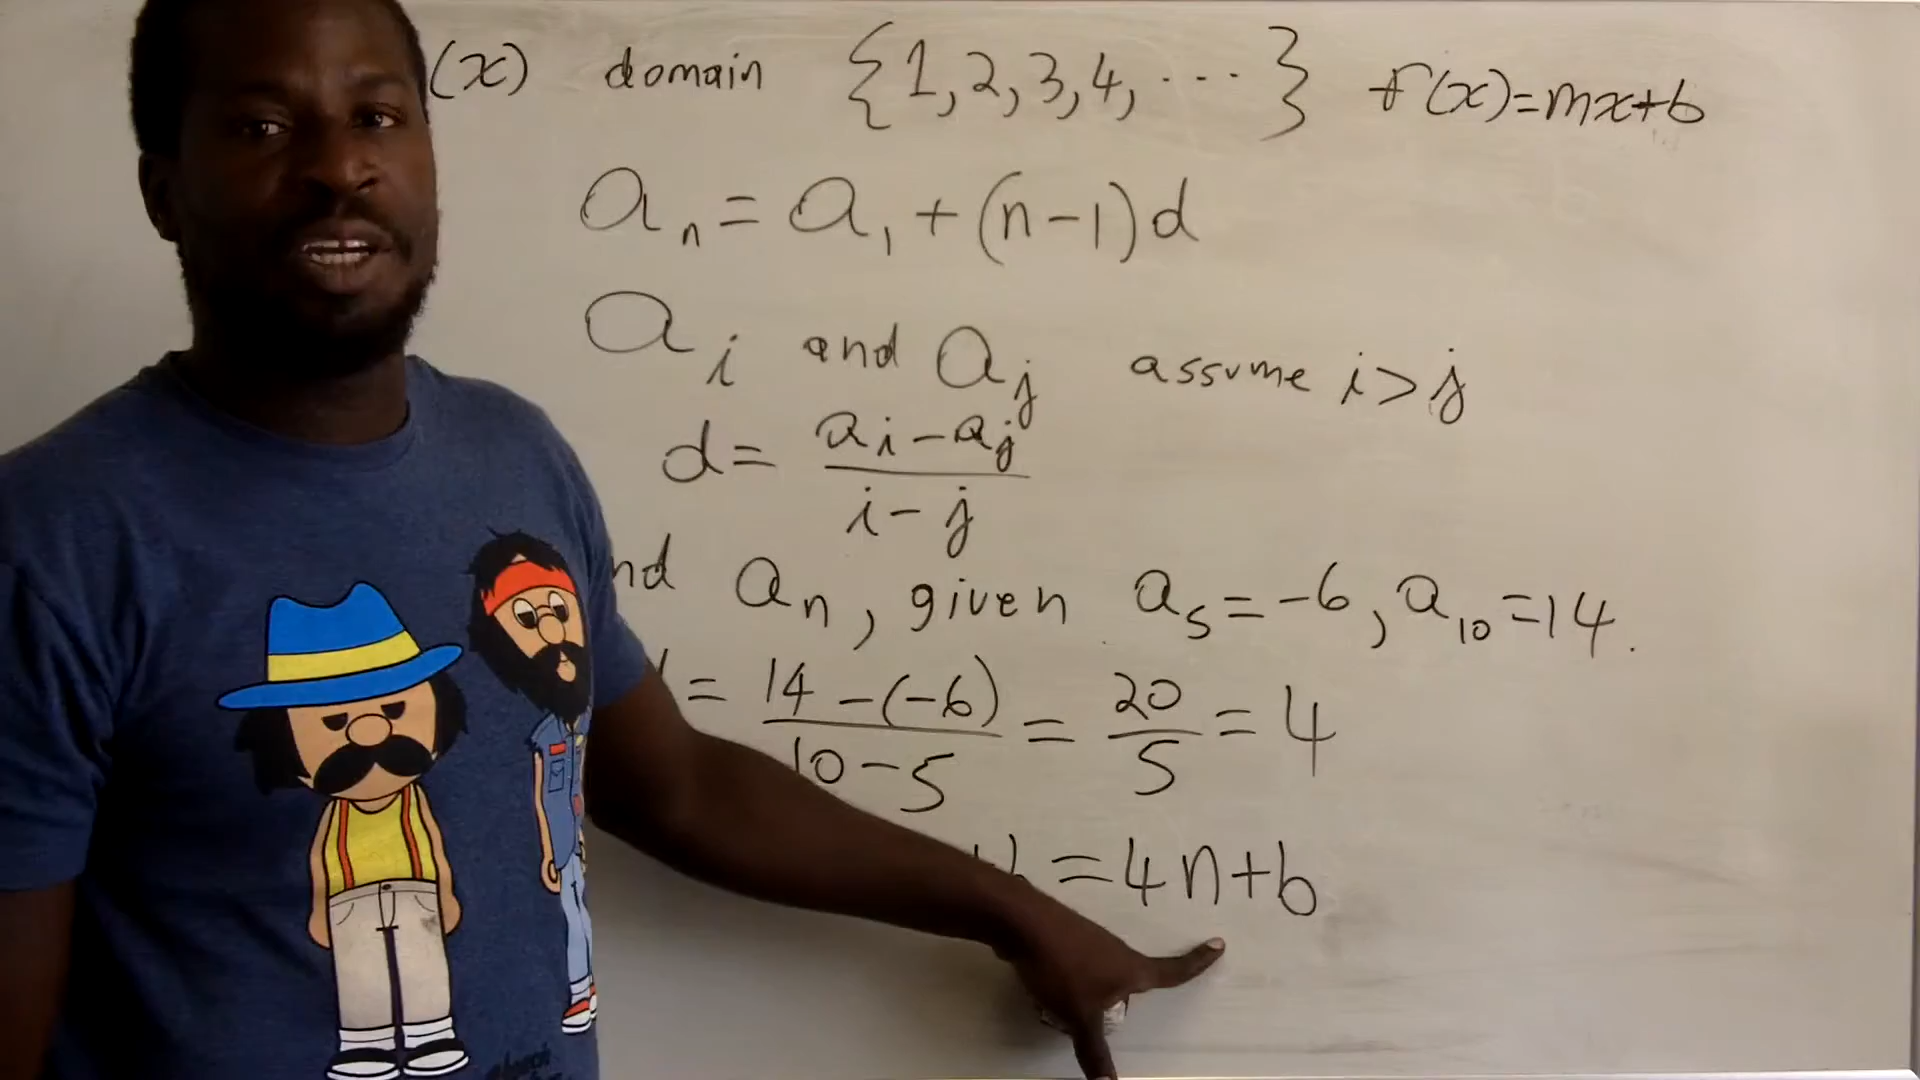 (x) domain {1,2,3,4,...} f(x)=mx+b
aₙ = a₁ + (n-1)d
aᵢ and aⱼ assume i>j
d = (aᵢ - aⱼ)/(i - j)
nd aₙ, given a₅ = -6, a₁₀ = 14.
= (14 - (-6))/(10 - 5) = 20/5 = 4
= 4n+b